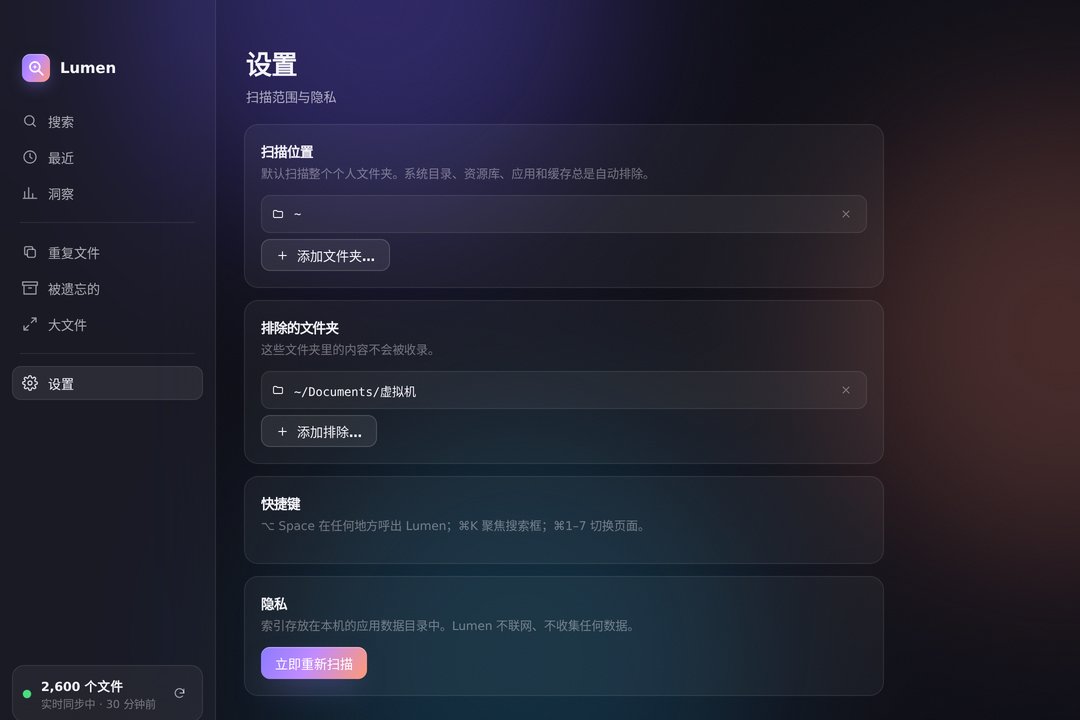 Lumen
搜索
最近
洞察
重复文件
被遗忘的
大文件
设置
2,600 个文件
实时同步中 · 30 分钟前
设置
扫描范围与隐私
扫描位置
默认扫描整个个人文件夹。系统目录、资源库、应用和缓存总是自动排除。
~
+ 添加文件夹...
排除的文件夹
这些文件夹里的内容不会被收录。
~/Documents/虚拟机
+ 添加排除...
快捷键
⌥ Space 在任何地方呼出 Lumen；⌘K 聚焦搜索框；⌘1–7 切换页面。
隐私
索引存放在本机的应用数据目录中。Lumen 不联网、不收集任何数据。
立即重新扫描